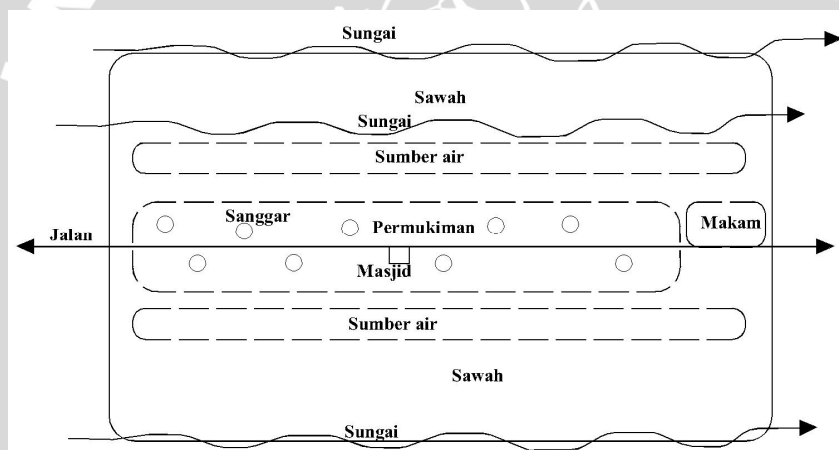 Sungai
Sawah
Sungai
Sumber air
Sanggar
Permukiman
Makam
Jalan
Masjid
Sumber air
Sawah
Sungai